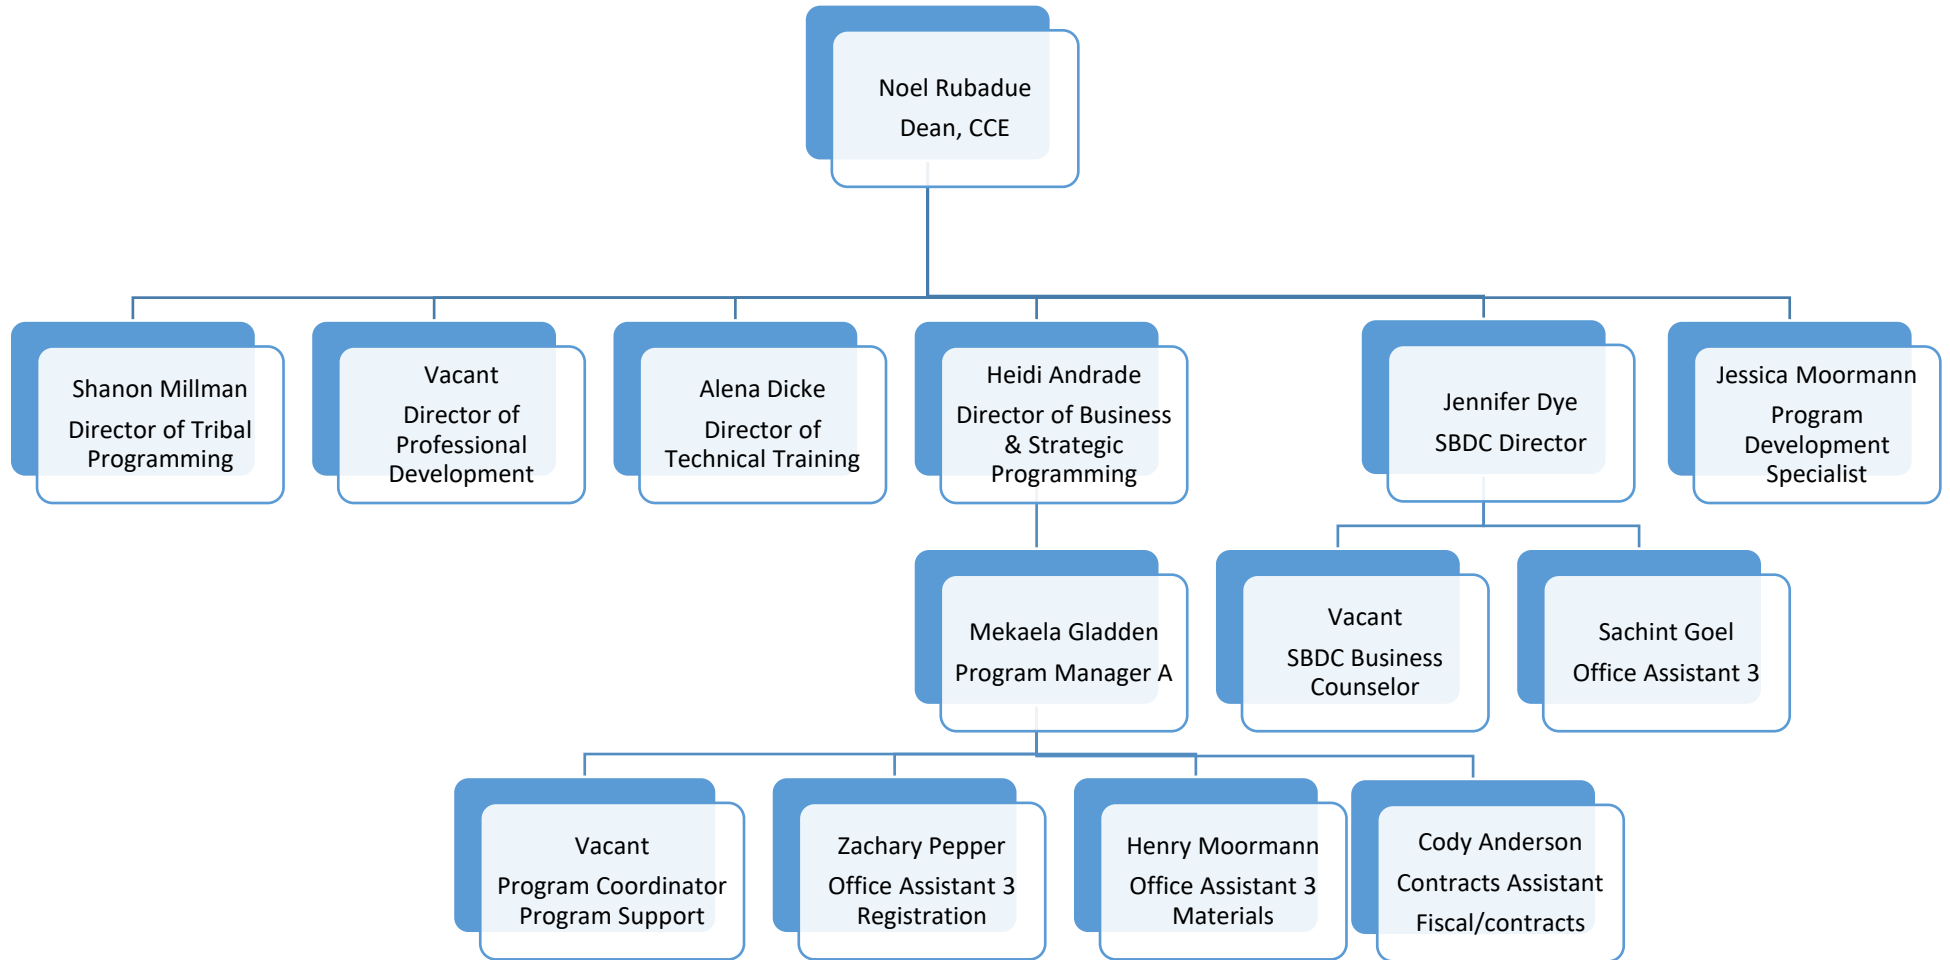 Noel Rubadue
Dean, CCE
Shanon Millman
Director of Tribal
Programming
Vacant
Director of
Professional
Development
Alena Dicke
Director of
Technical Training
Heidi Andrade
Director of Business
& Strategic
Programming
Jennifer Dye
SBDC Director
Jessica Moormann
Program
Development
Specialist
Mekaela Gladden
Program Manager A
Vacant
SBDC Business
Counselor
Sachint Goel
Office Assistant 3
Vacant
Program Coordinator
Program Support
Zachary Pepper
Office Assistant 3
Registration
Henry Moormann
Office Assistant 3
Materials
Cody Anderson
Contracts Assistant
Fiscal/contracts